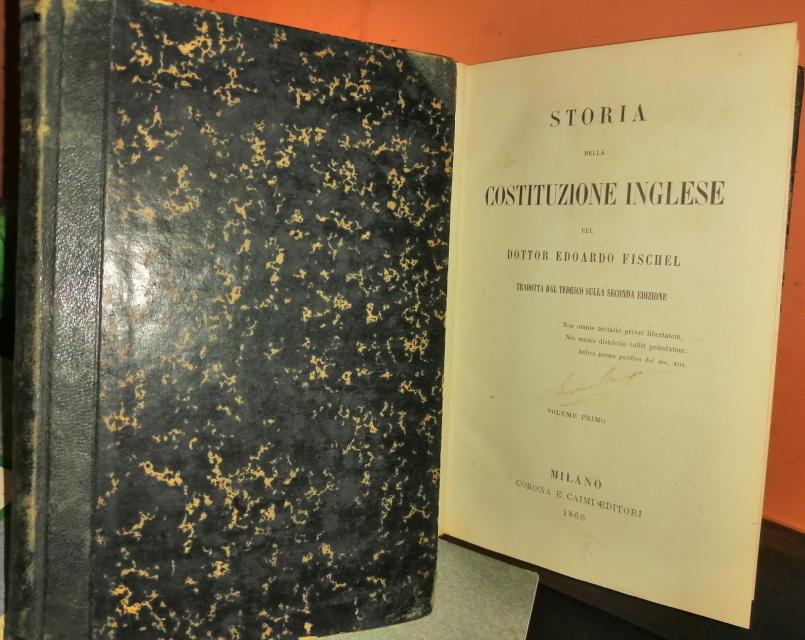 STORIA
DELLA
COSTITUZIONE INGLESE
PEL
DOTTOR EDOARDO FISCHEL
TRADOTTA DAL TEDESCO SULLA SECONDA EDIZIONE
Non omnis arctatio privat libertatem,
Nec omnis districtio tollit potestatem.
Antico poema politico del sec. XIII.
VOLUME PRIMO
MILANO
CORONA E CAIMI EDITORI
1866